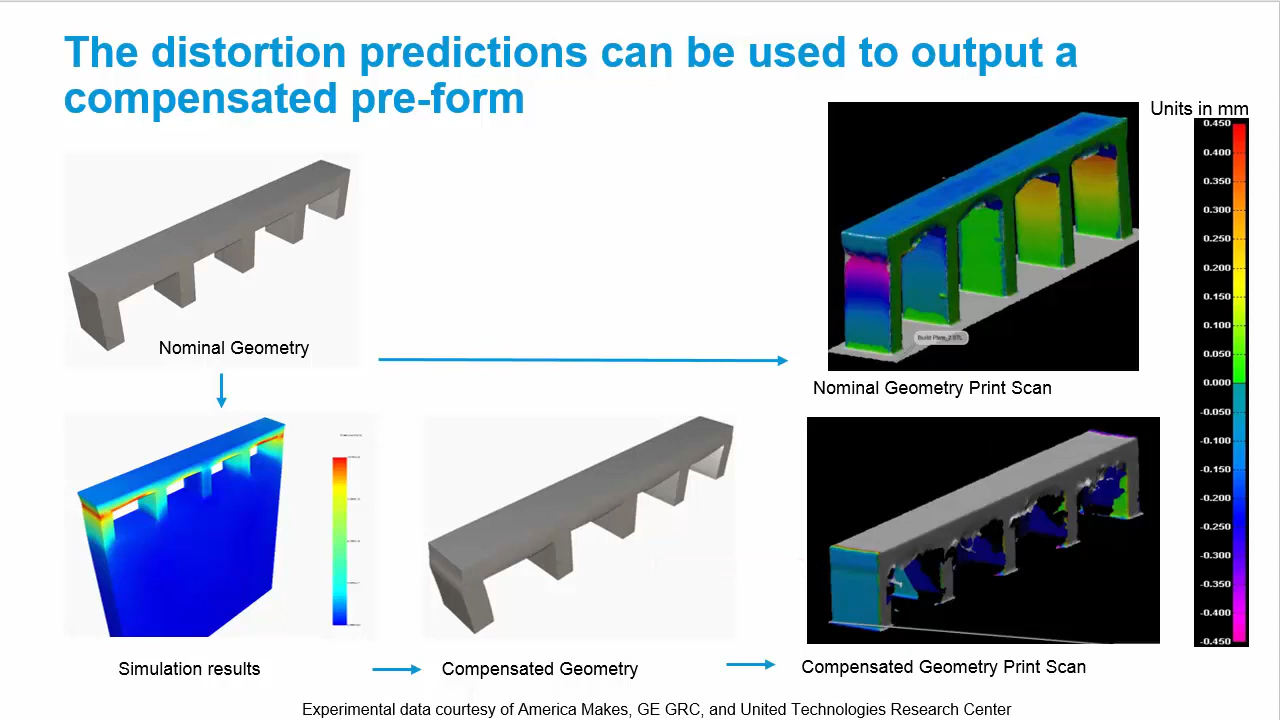 The distortion predictions can be used to output a
compensated pre-form
Units in mm
0.450
0.400
0.350
0.300
0.250
0.200
0.150
0.100
0.050
0.000
-0.050
-0.100
-0.150
-0.200
-0.250
-0.300
-0.350
-0.400
-0.450
Nominal Geometry
Build Plate_2 STL
Nominal Geometry Print Scan
Simulation results
Compensated Geometry
Compensated Geometry Print Scan
Experimental data courtesy of America Makes, GE GRC, and United Technologies Research Center